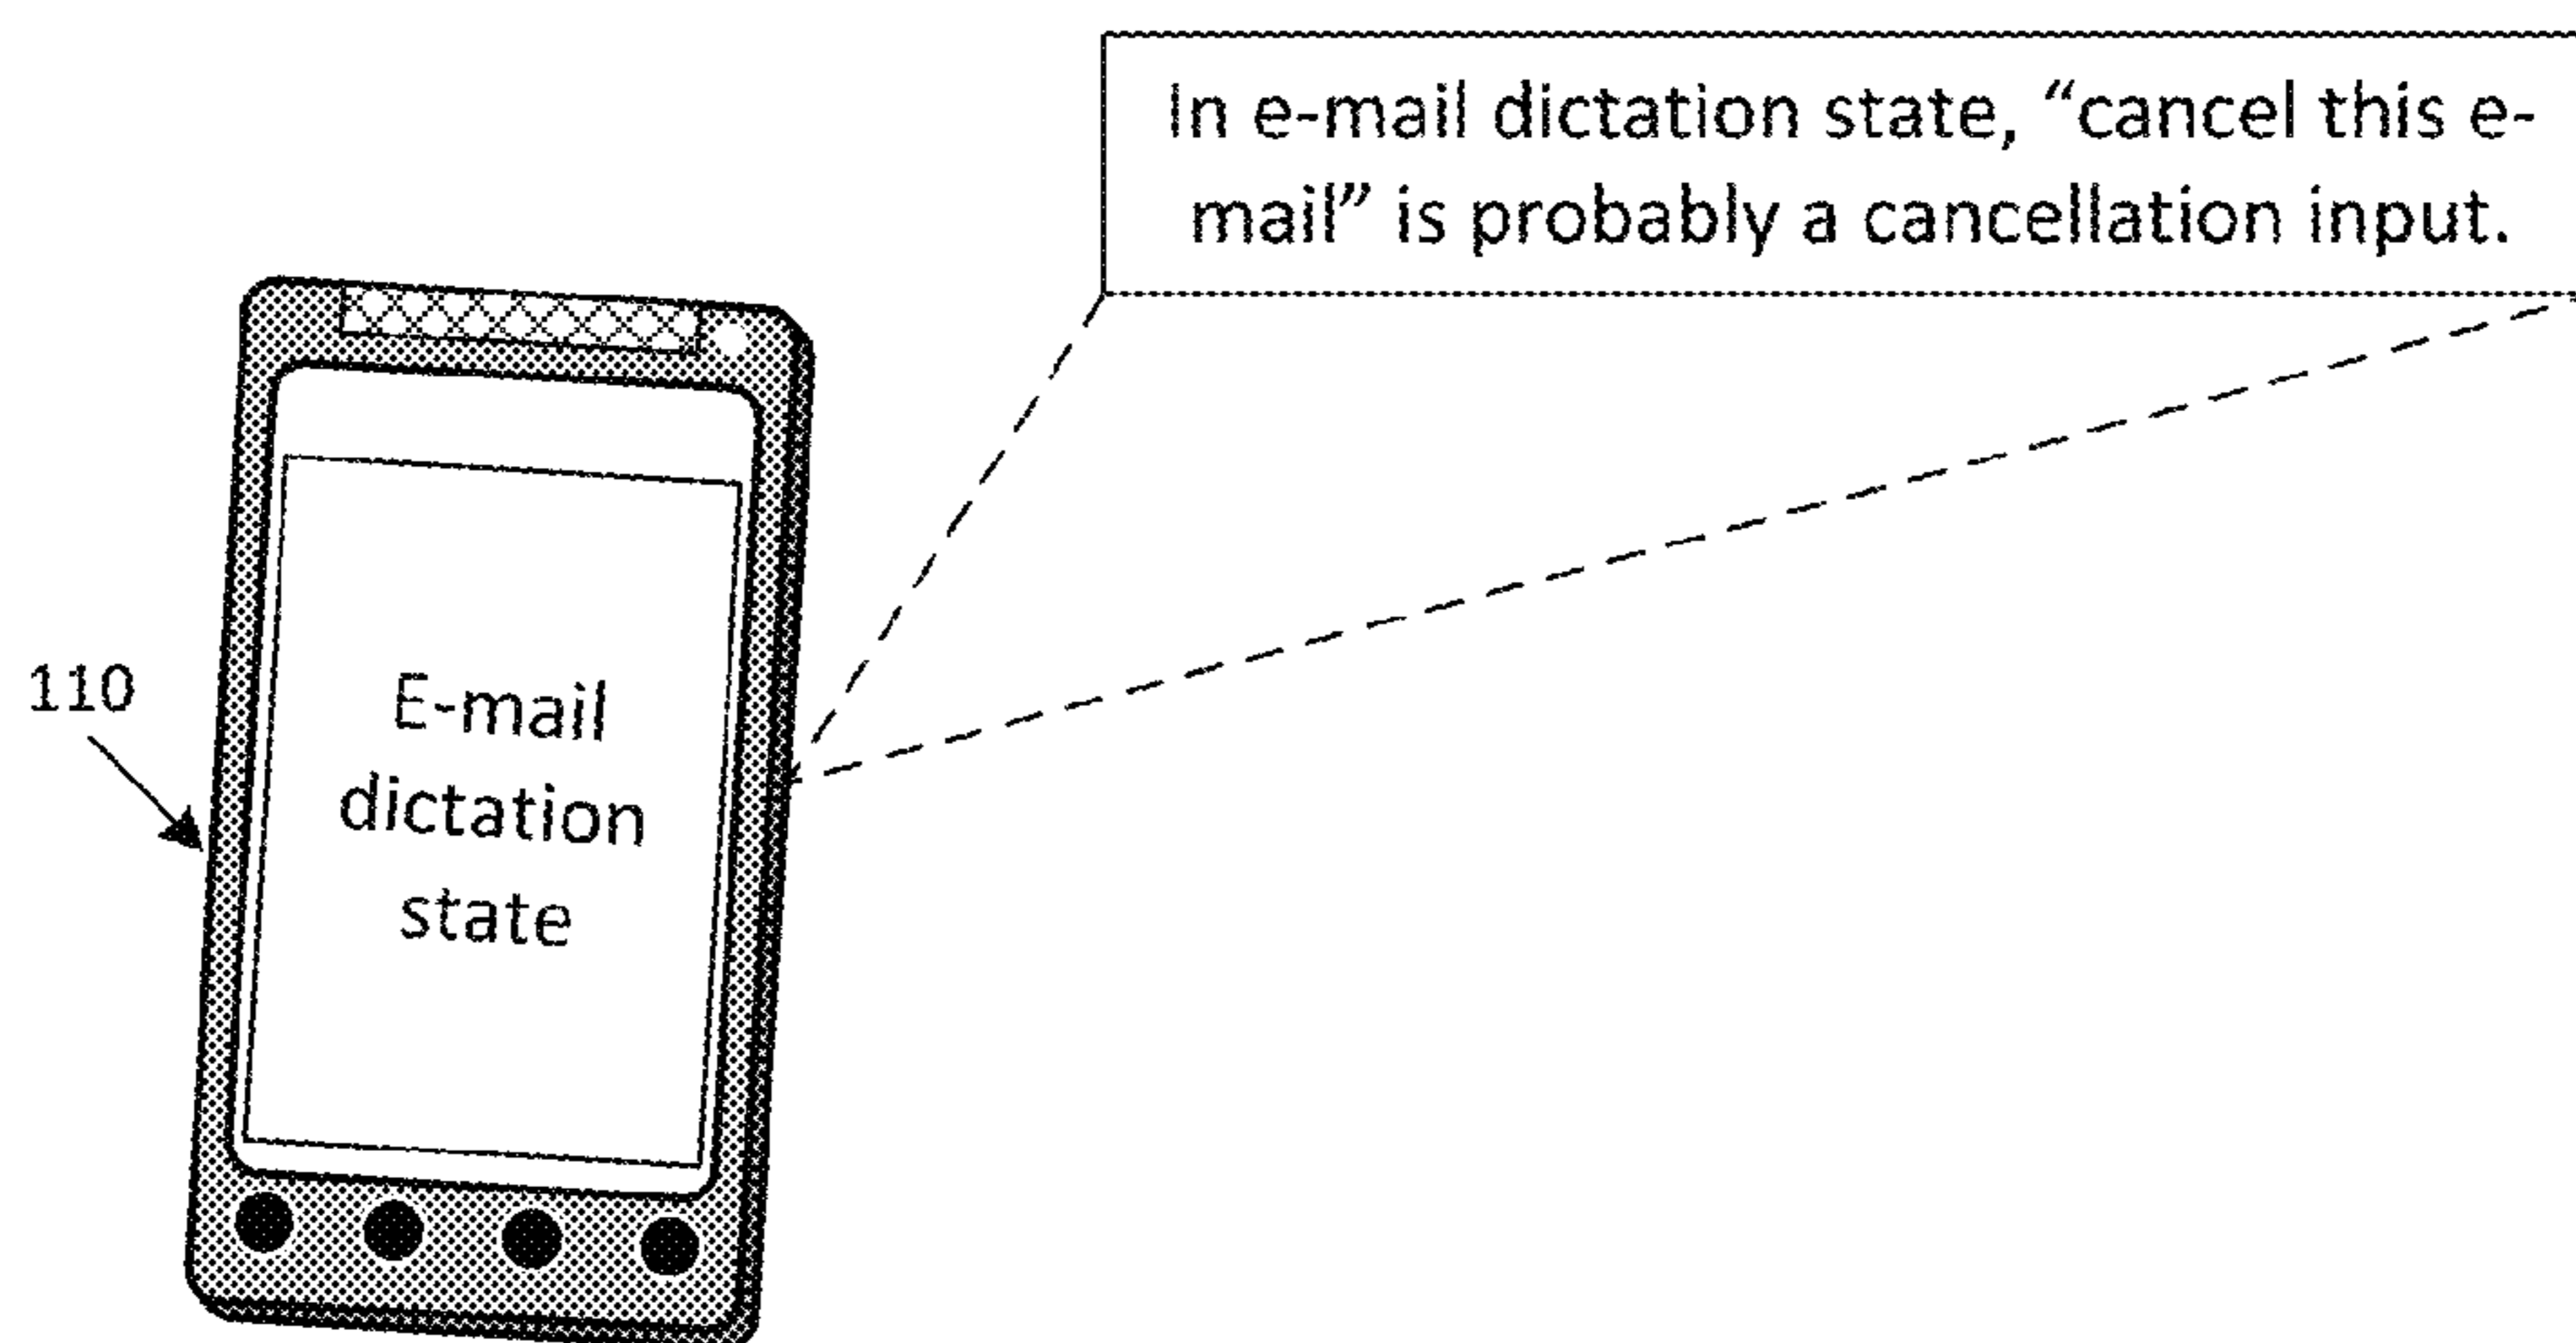 In e-mail dictation state, “cancel this e-
mail” is probably a cancellation input.
110
E-mail
dictation
state